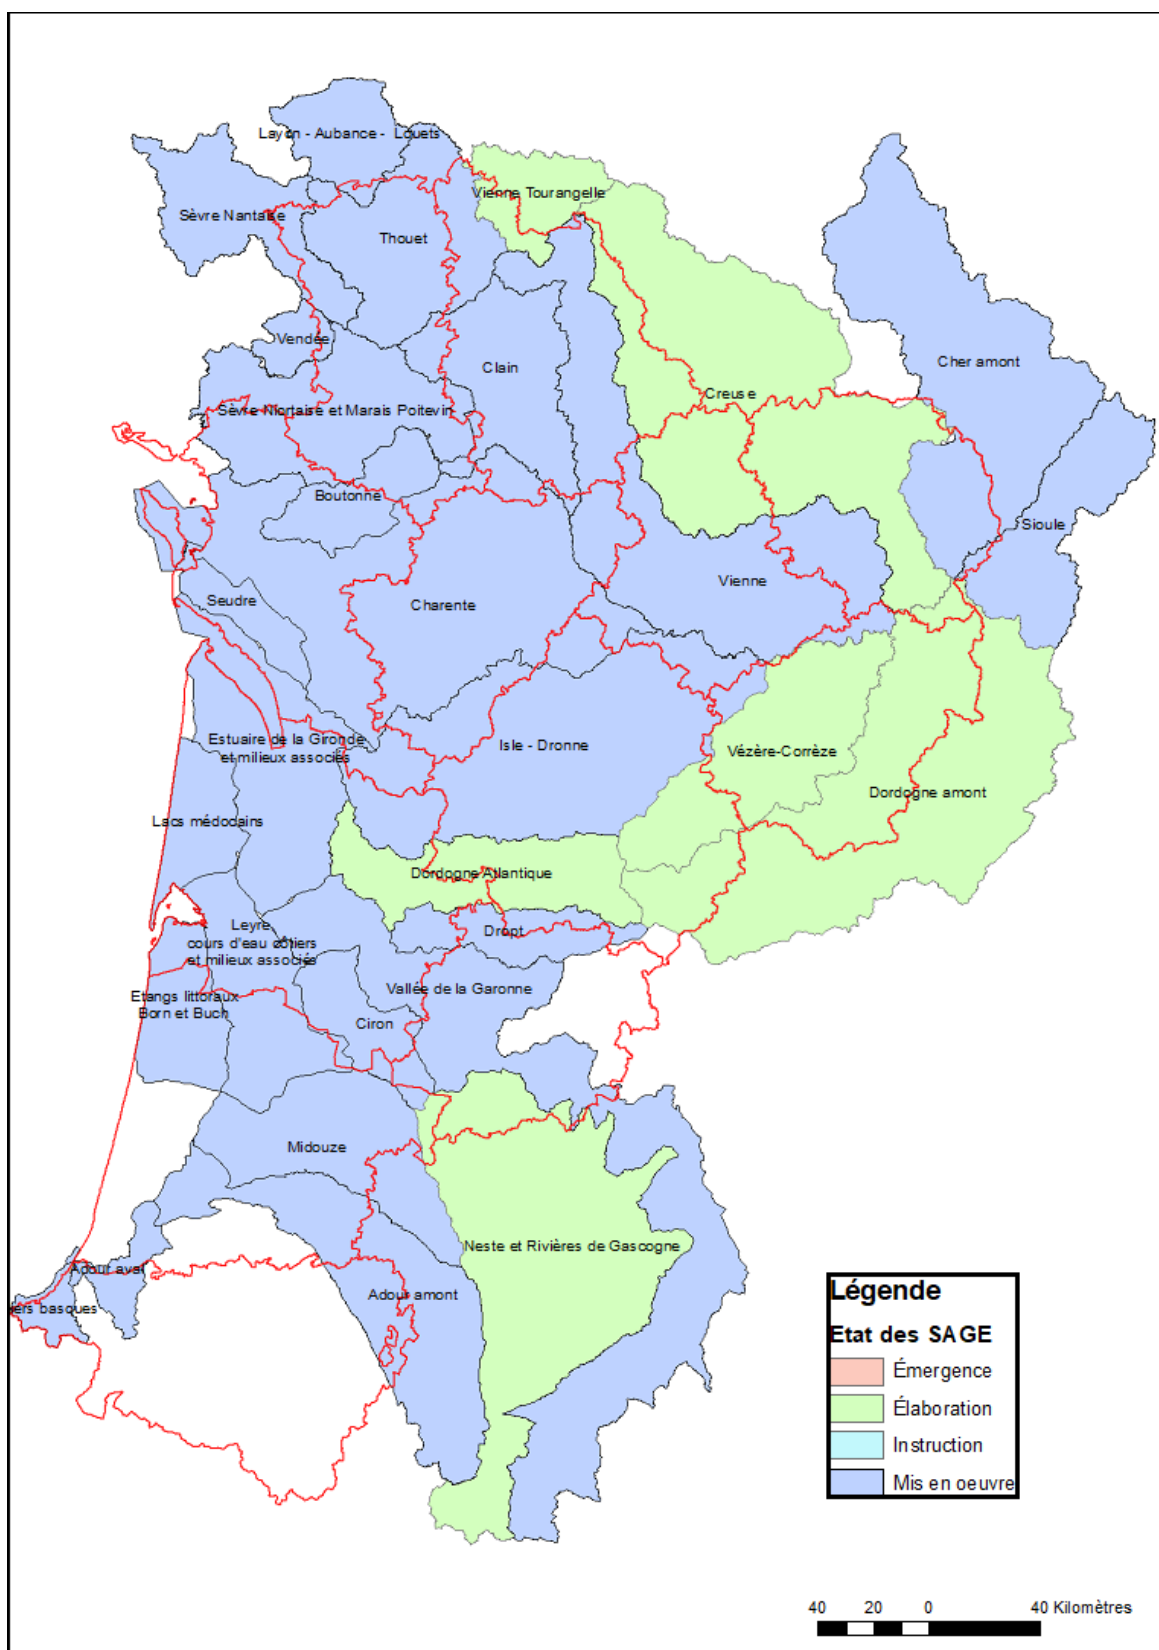 Layon - Aubance - Louets
Vienne Tourangelle
Sèvre Nantaise
Thouet
Vendée
Clain
Cher amont
Creuse
Sèvre Niortaise et Marais Poitevin
Boutonne
Sioule
Vienne
Seudre
Charente
Estuaire de la Gironde
et milieux associés
Isle - Dronne
Vézère-Corrèze
Dordogne amont
Lacs médocains
Dordogne Atlantique
Leyre,
cours d'eau côtiers
et milieux associés
Dropt
Vallée de la Garonne
Etangs littoraux
Born et Buch
Ciron
Midouze
Neste et Rivières de Gascogne
Adour aval
Adour amont
ers basques
Légende
Etat des SAGE
Émergence
Élaboration
Instruction
Mis en oeuvre
40 20 0 40 Kilomètres